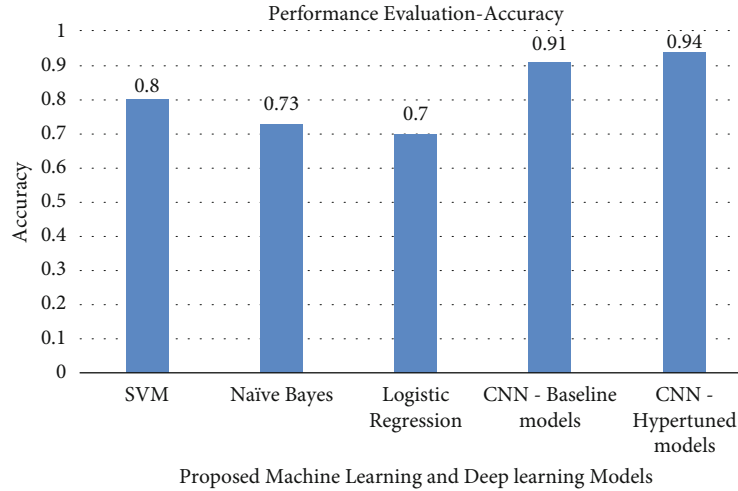 Performance Evaluation-Accuracy
1
0.9
0.8
0.7
0.6
0.5
0.4
0.3
0.2
0.1
0
Accuracy
0.8
0.73
0.7
0.91
0.94
SVM
Naïve Bayes
Logistic
Regression
CNN - Baseline
models
CNN -
Hypertuned
models
Proposed Machine Learning and Deep learning Models